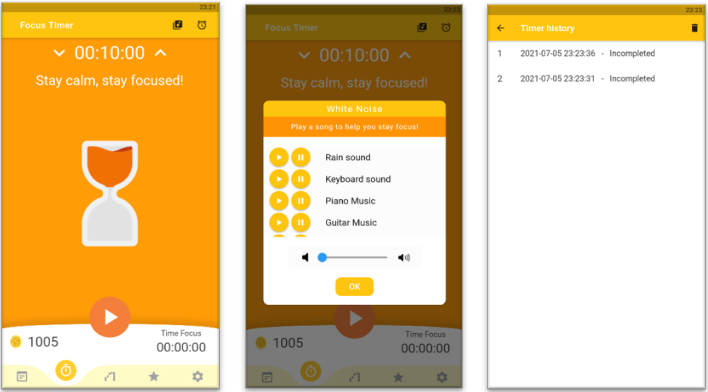 23:21
Focus Timer
00:10:00
Stay calm, stay focused!
1005
Time Focus
00:00:00
23:23
Focus Timer
00:10:00
Stay calm, stay focused!
White Noise
Play a song to help you stay focus!
Rain sound
Keyboard sound
Piano Music
Guitar Music
OK
1005
Time Focus
00:00:00
23:23
Timer history
1 2021-07-05 23:23:36 - Incompleted
2 2021-07-05 23:23:31 - Incompleted